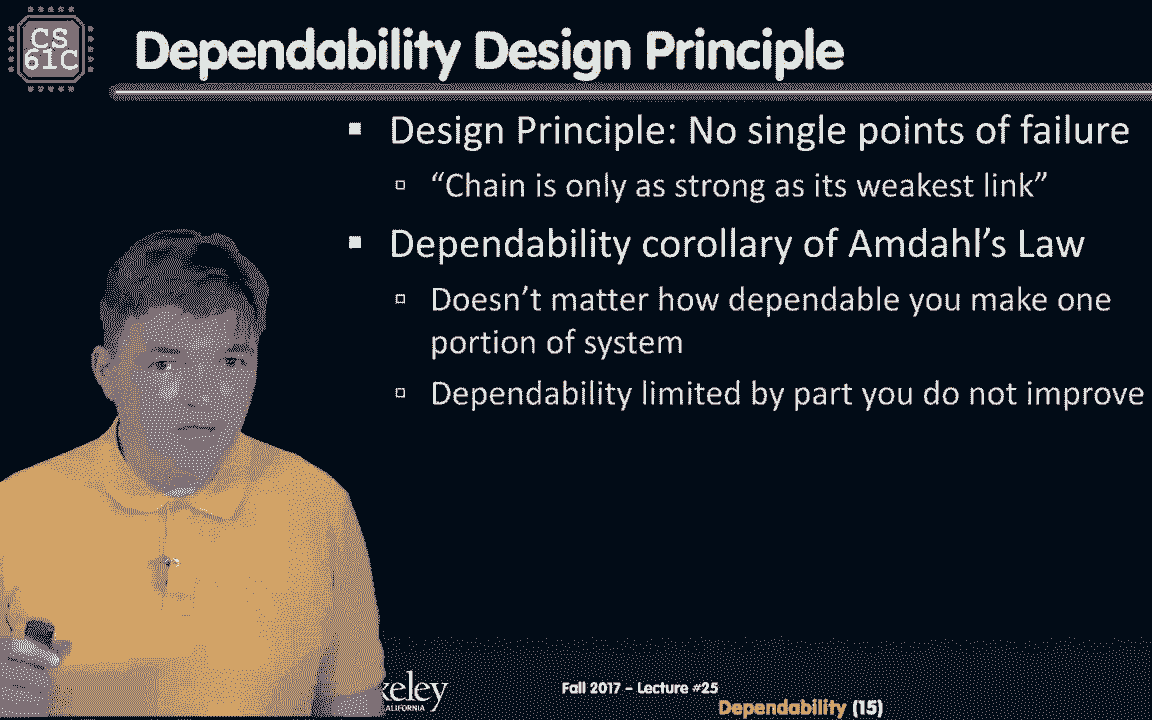 CS
61C
Dependability Design Principle
Design Principle: No single points of failure
“Chain is only as strong as its weakest link”
Dependability corollary of Amdahl’s Law
Doesn’t matter how dependable you make one
portion of system
Dependability limited by part you do not improve
keley
CALIFORNIA
Fall 2017 – Lecture #25
Dependability (15)